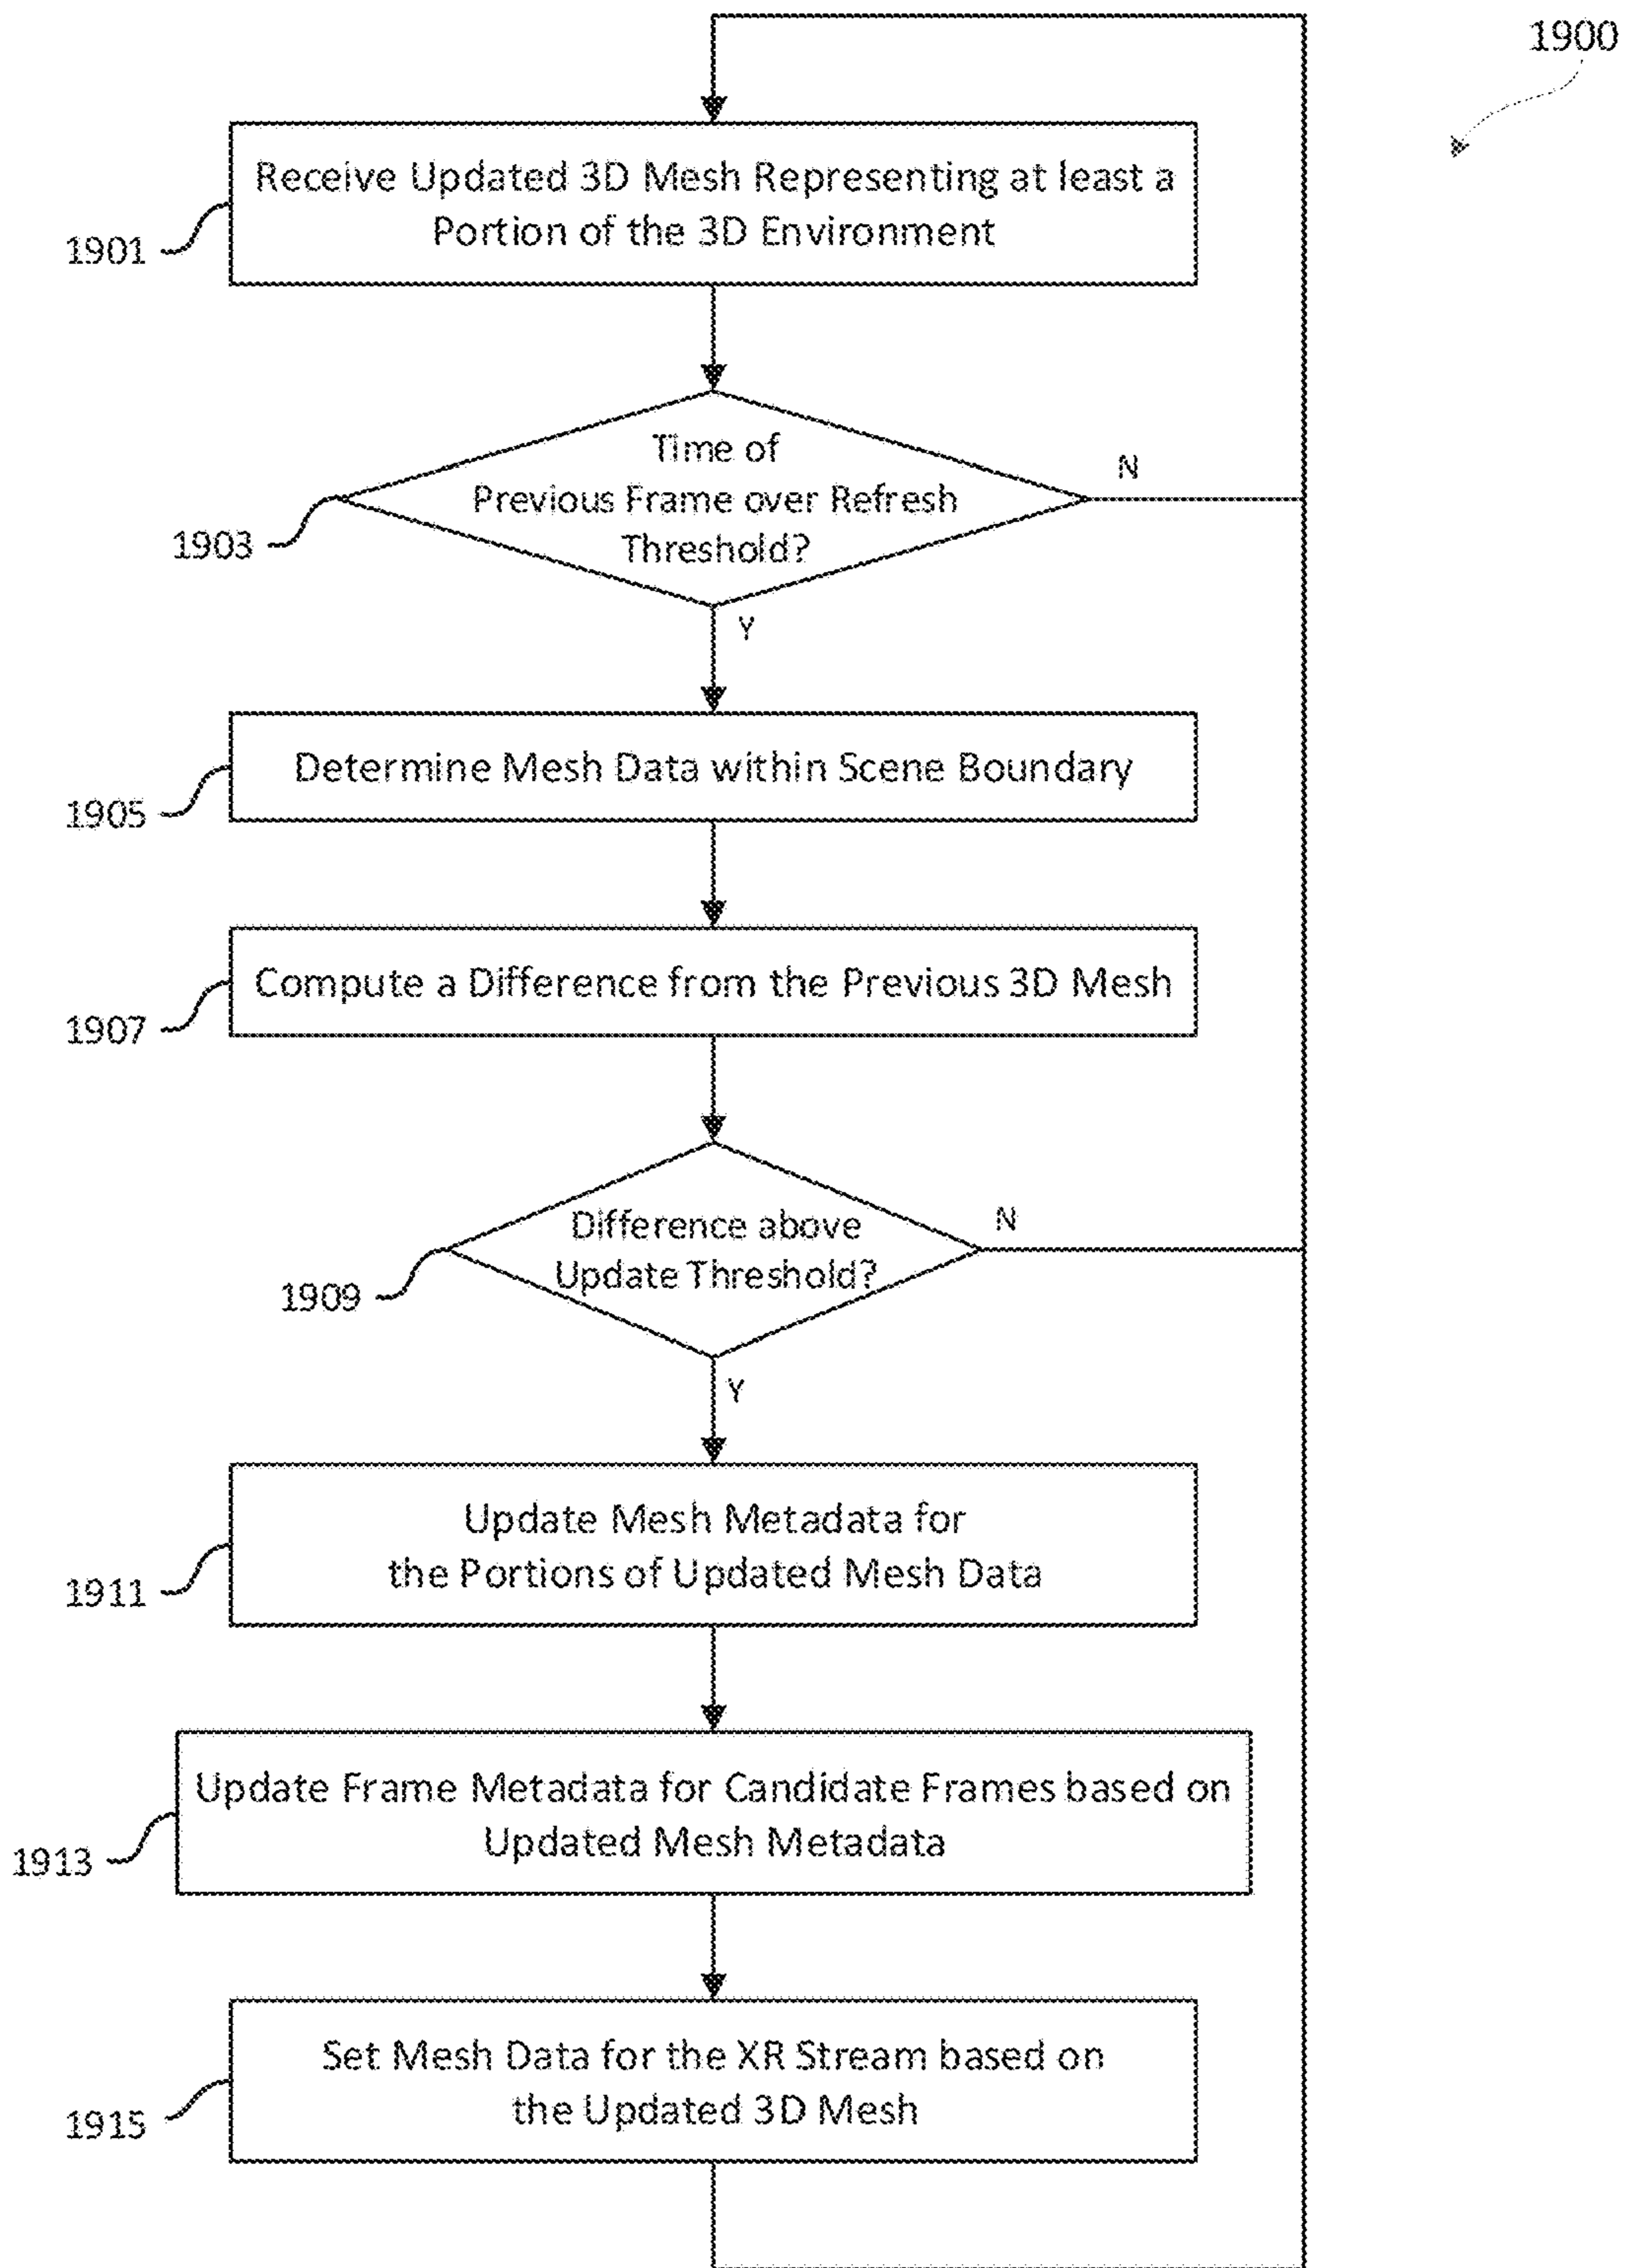 1900
Receive Updated 3D Mesh Representing at least a
Portion of the 3D Environment
1901
Time of
Previous Frame over Refresh
Threshold?
N
1903
Y
Determine Mesh Data within Scene Boundary
1905
Compute a Difference from the Previous 3D Mesh
1907
Difference above
Update Threshold?
N
1909
Y
Update Mesh Metadata for
the Portions of Updated Mesh Data
1911
Update Frame Metadata for Candidate Frames based on
Updated Mesh Metadata
1913
Set Mesh Data for the XR Stream based on
the Updated 3D Mesh
1915